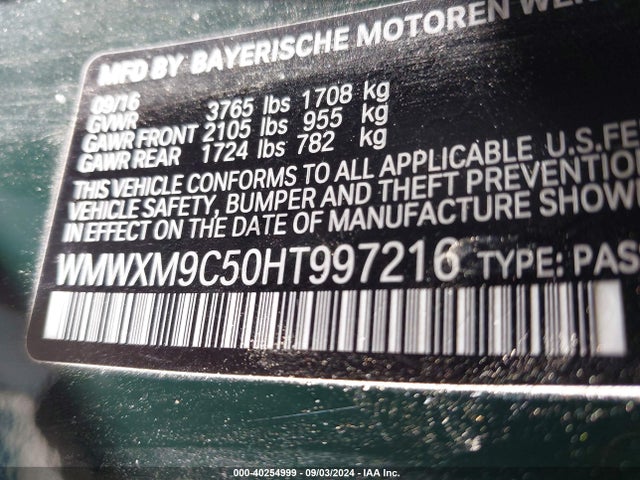 MFD BY BAYERISCHE MOTOREN
09/16
GVWR 3765 lbs 1708 kg
GAWR FRONT 2105 lbs 955 kg
GAWR REAR 1724 lbs 782 kg
THIS VEHICLE CONFORMS TO ALL APPLICABLE U.S.FE
VEHICLE SAFETY, BUMPER AND THEFT PREVENTION
IN EFFECT ON THE DATE OF MANUFACTURE SHOWN
WMWXM9C50HT997216 TYPE: PAS
000-40254999 - 09/03/2024 - IAA Inc.